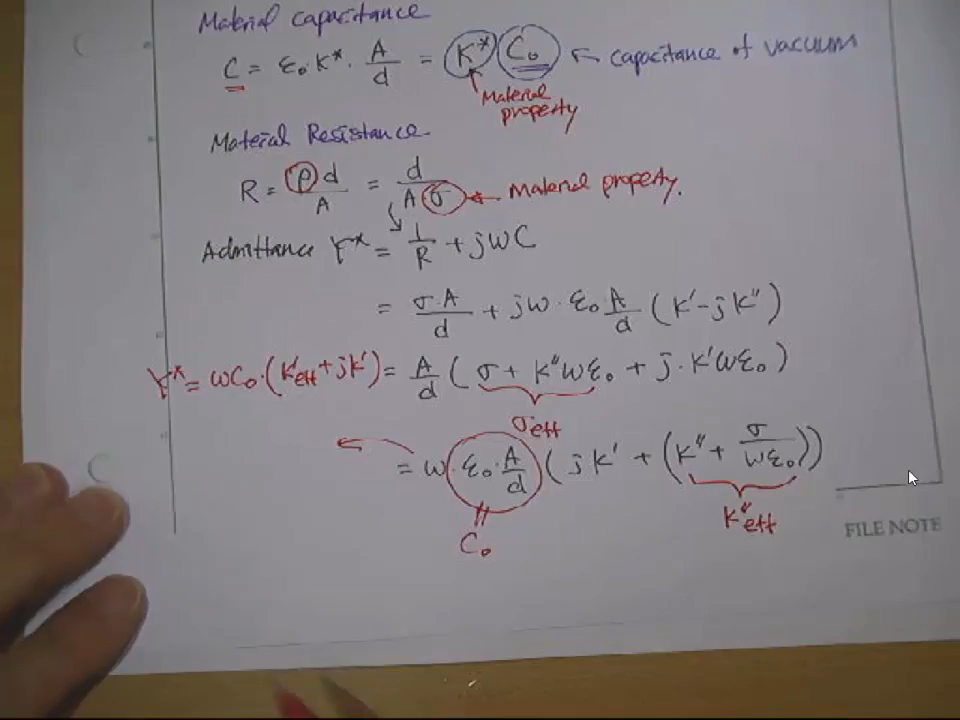 Material capacitance
C = ε₀·K*·A/d = K* C₀ ← capacitance of vacuum
Material property
Material Resistance
R = ρd/A = d/Aσ ← Material property.
Admittance Y* = 1/R + jωC
= σ·A/d + jω·ε₀ A/d (K'-jK")
Y* = ωC₀·(K'eff + jK') = A/d (σ + K"ωε₀ + j·K'ωε₀)
σeff
= ω·ε₀·A/d (jK' + (K" + σ/ωε₀))
K"eff
C₀
FILE NOTE